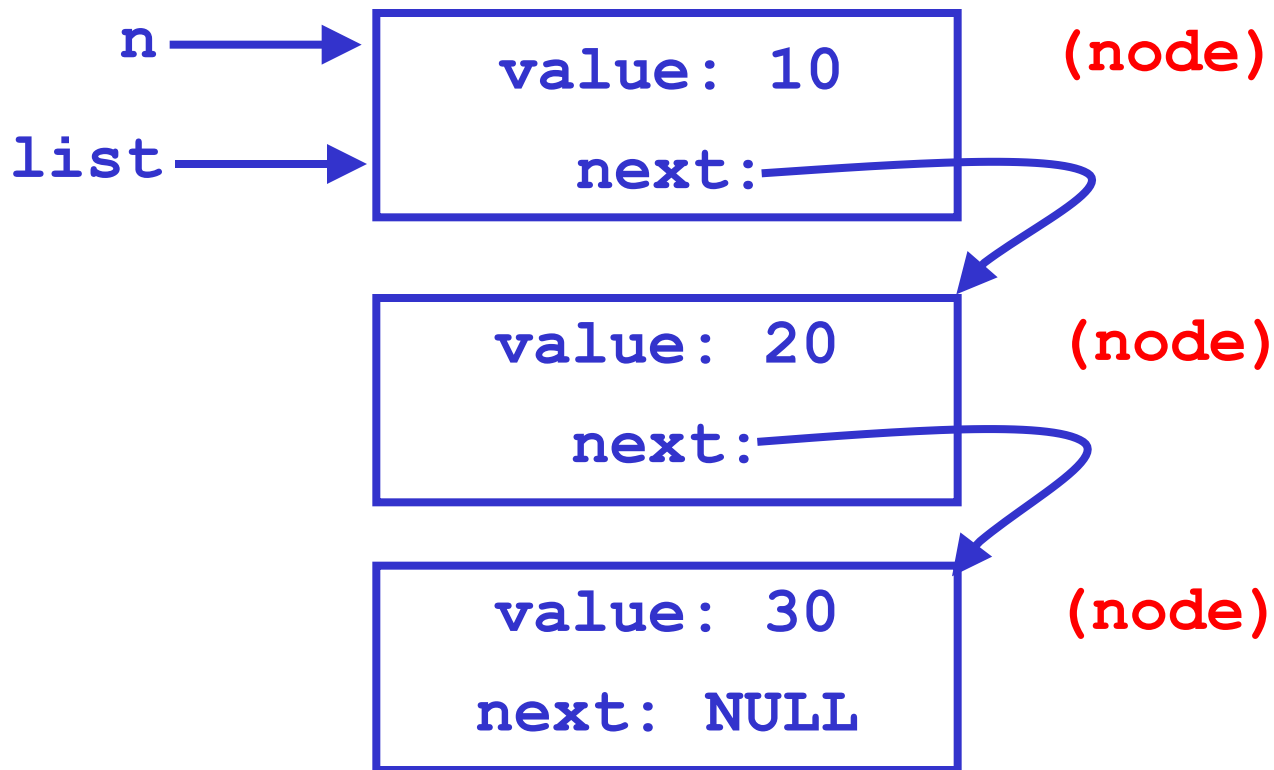 n
value: 10
(node)
list
next:
value: 20
(node)
next:
value: 30
(node)
next: NULL